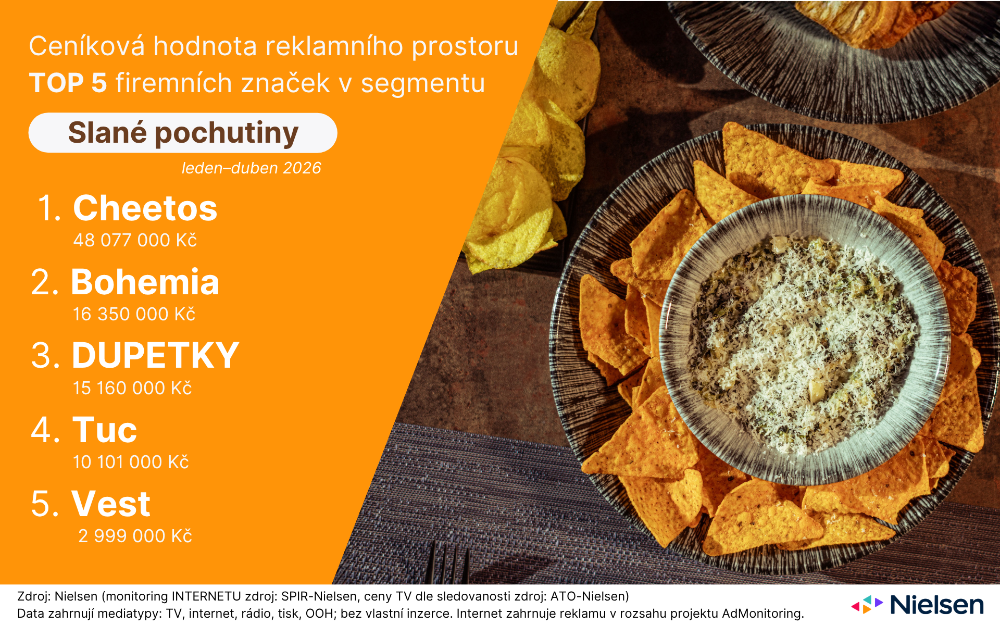 Ceníková hodnota reklamního prostoru
TOP 5 firemních značek v segmentu
Slané pochutiny
leden–duben 2026
1. Cheetos
48 077 000 Kč
2. Bohemia
16 350 000 Kč
3. DUPETKY
15 160 000 Kč
4. Tuc
10 101 000 Kč
5. Vest
2 999 000 Kč
Zdroj: Nielsen (monitoring INTERNETU zdroj: SPIR-Nielsen, ceny TV dle sledovanosti zdroj: ATO-Nielsen)
Data zahrnují mediatypy: TV, internet, rádio, tisk, OOH; bez vlastní inzerce. Internet zahrnuje reklamu v rozsahu projektu AdMonitoring.
Nielsen